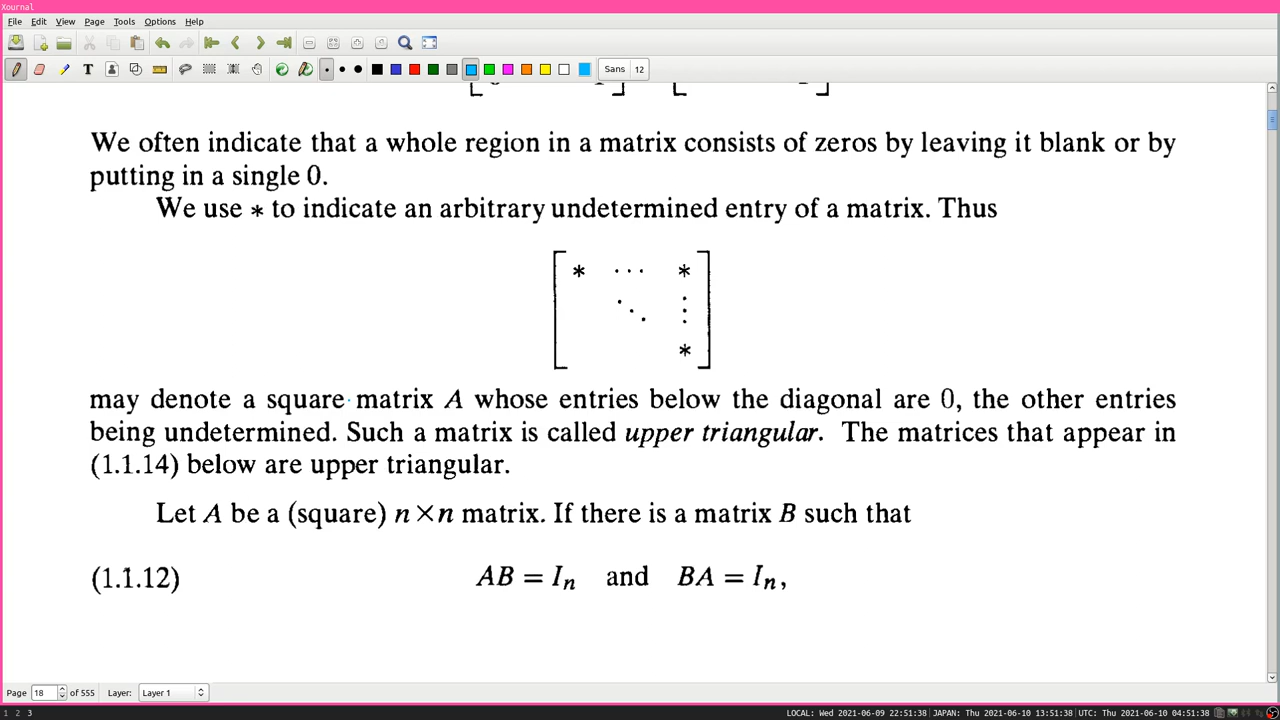 Xournal
File Edit View Page Tools Options Help
Sans 12
We often indicate that a whole region in a matrix consists of zeros by leaving it blank or by
putting in a single 0.
We use * to indicate an arbitrary undetermined entry of a matrix. Thus
* ··· *
⋱ ⋮
*
may denote a square matrix A whose entries below the diagonal are 0, the other entries
being undetermined. Such a matrix is called upper triangular. The matrices that appear in
(1.1.14) below are upper triangular.
Let A be a (square) n×n matrix. If there is a matrix B such that
(1.1.12) AB = Iₙ and BA = Iₙ,
Page 18 of 555 Layer: Layer 1
1 2 3 LOCAL: Wed 2021-06-09 22:51:38 | JAPAN: Thu 2021-06-10 13:51:38 | UTC: Thu 2021-06-10 04:51:38